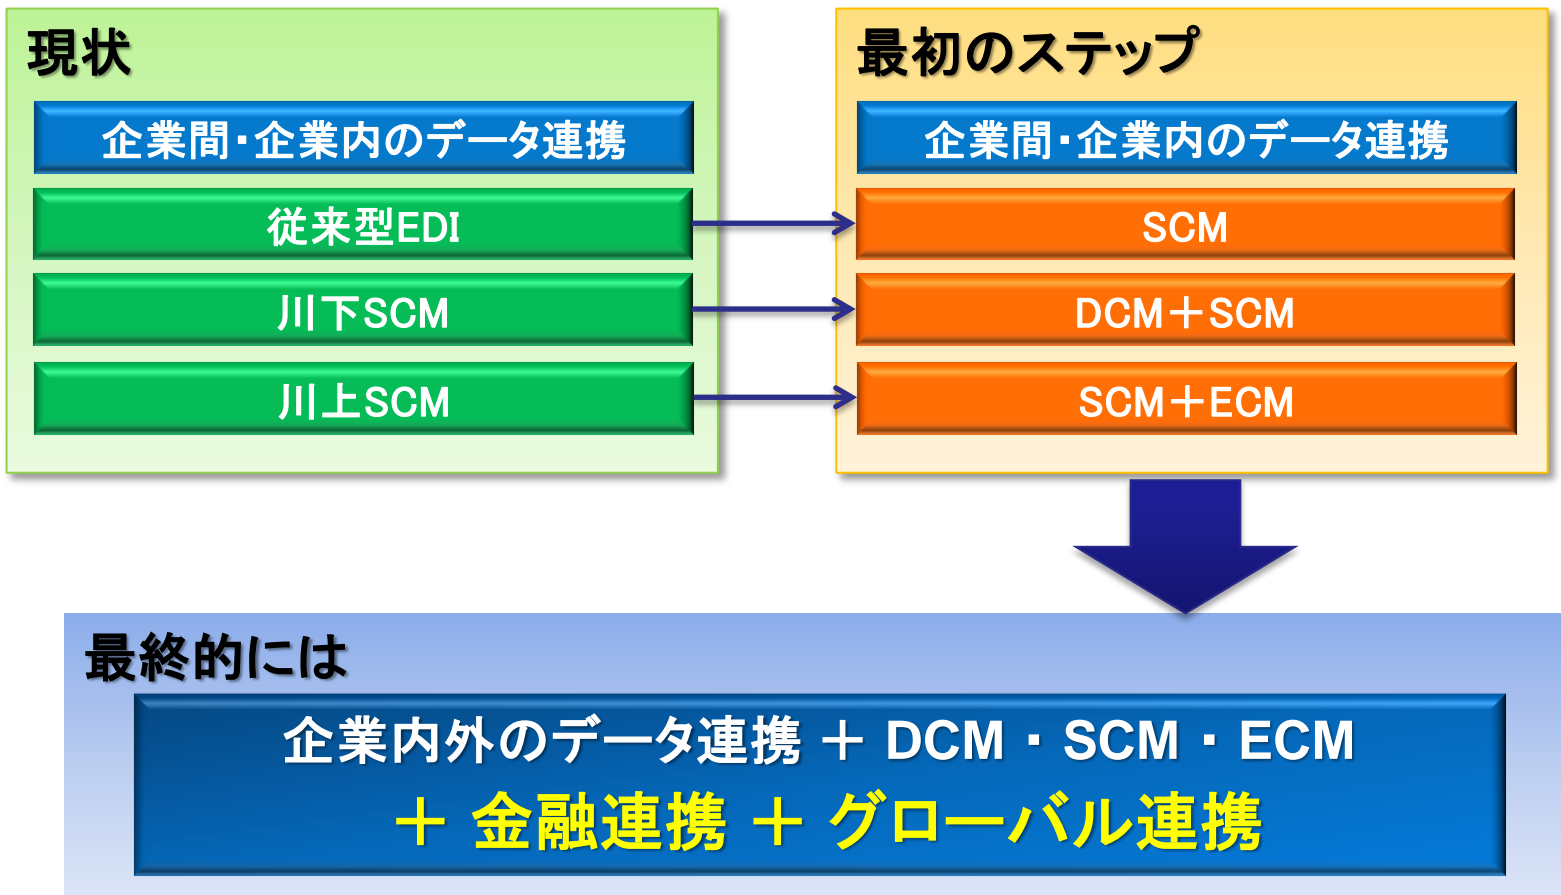 現状
企業間・企業内のデータ連携
従来型EDI
川下SCM
川上SCM
最初のステップ
企業間・企業内のデータ連携
SCM
DCM＋SCM
SCM＋ECM
最終的には
企業内外のデータ連携 ＋ DCM ・ SCM ・ ECM
＋ 金融連携 ＋ グローバル連携